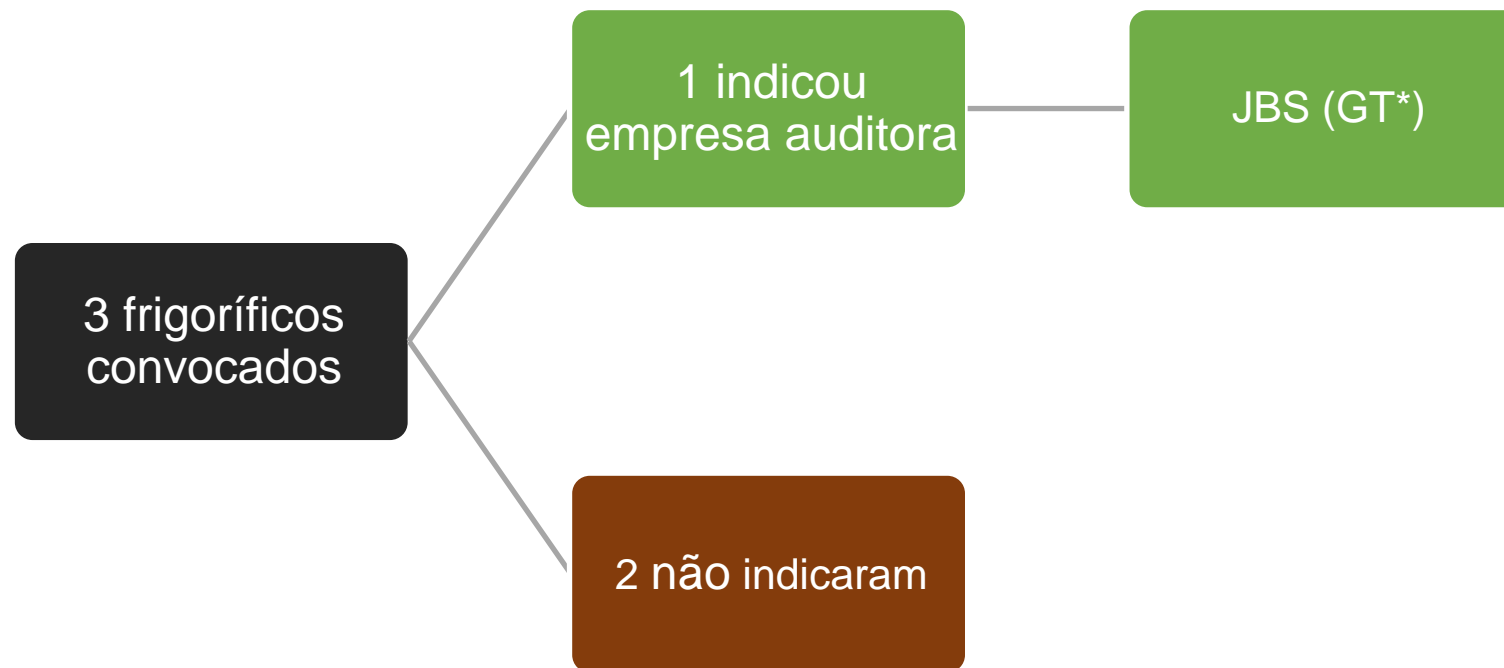 3 frigoríficos
convocados
1 indicou
empresa auditora
JBS (GT*)
2 não indicaram